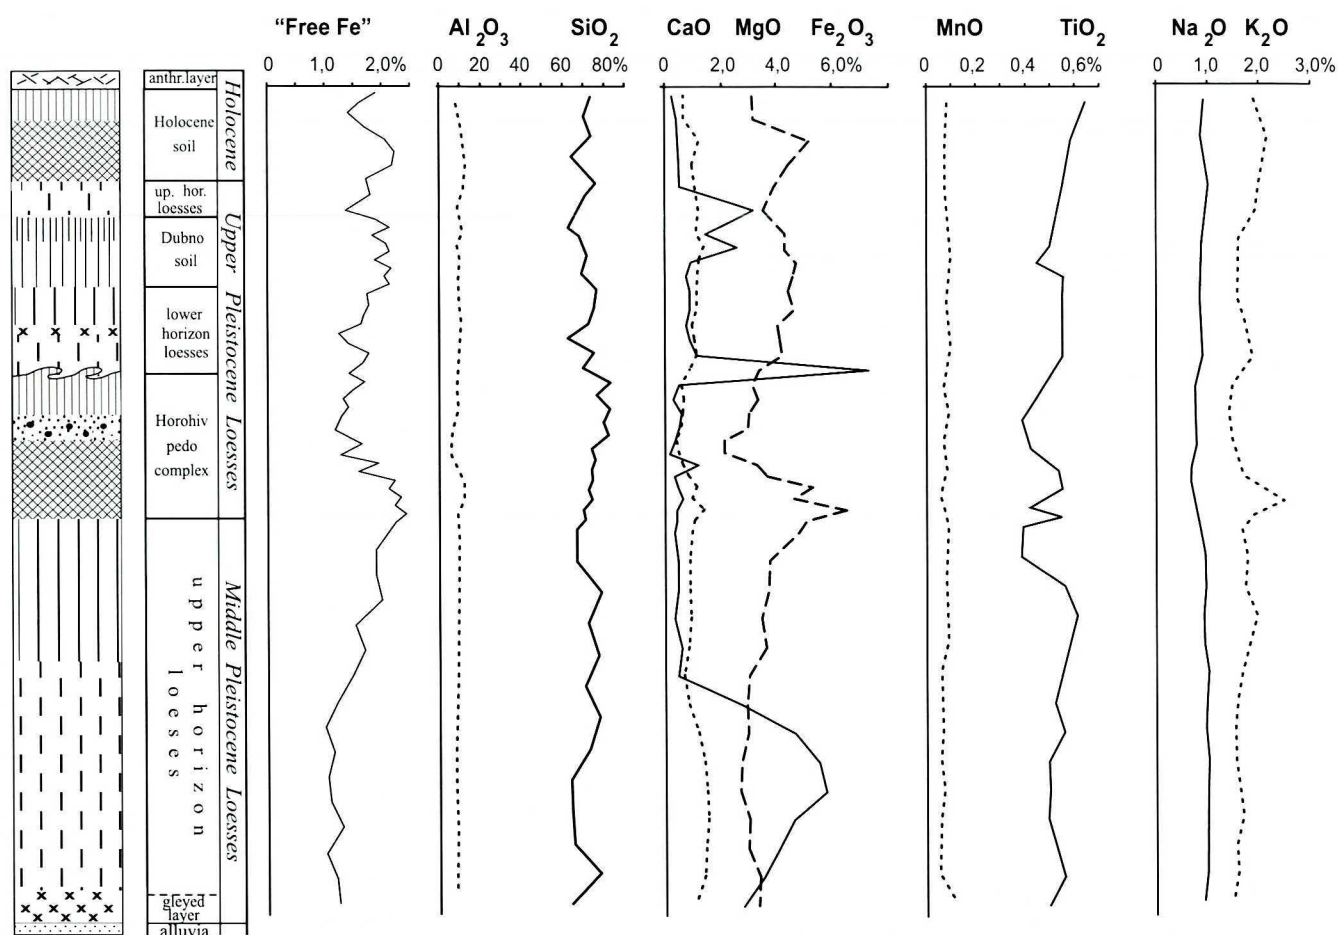 "Free Fe" Al2O3 SiO2 CaO MgO Fe2O3 MnO TiO2 Na2O K2O
0 1,0 2,0% 0 20 40 60 80% 0 2,0 4,0 6,0% 0 0,2 0,4 0,6% 0 1,0 2,0 3,0%
anthr.layer
Holocene
soil
Holocene
up. hor.
loesses
Dubno
soil
lower
horizon
loesses
Horohiv
pedo
complex
Upper Pleistocene Loesses
upper horizon
loeses
Middle Pleistocene Loesses
gleyed
layer
alluvia